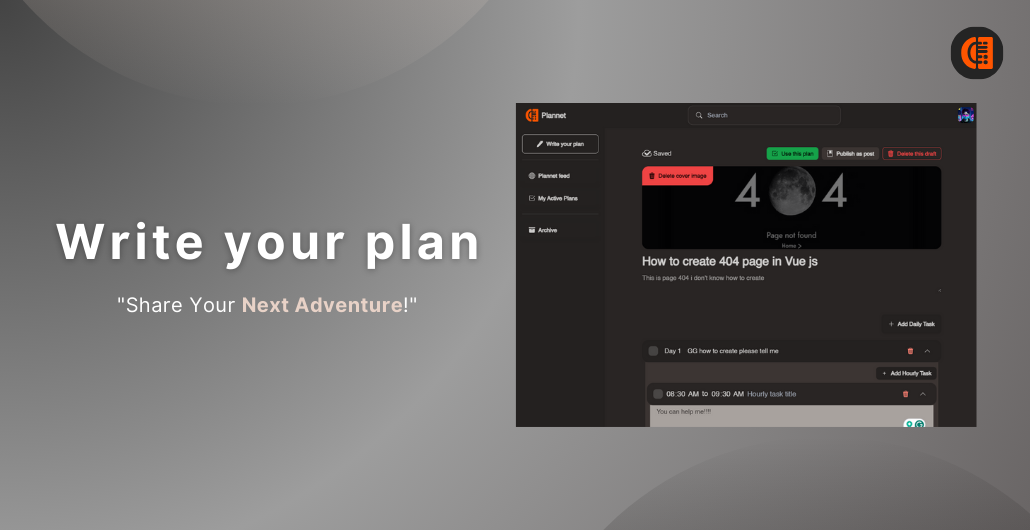 Write your plan
"Share Your Next Adventure!"
Plannet
Search
Write your plan
Plannet feed
My Active Plans
Archive
Saved
Use this plan
Publish as post
Delete this draft
Delete cover image
4 4
Page not found
Home >
How to create 404 page in Vue js
This is page 404 i don't know how to create
+ Add Daily Task
Day 1 GG how to create please tell me
+ Add Hourly Task
08:30 AM to 09:30 AM Hourly task title
You can help me!!!!